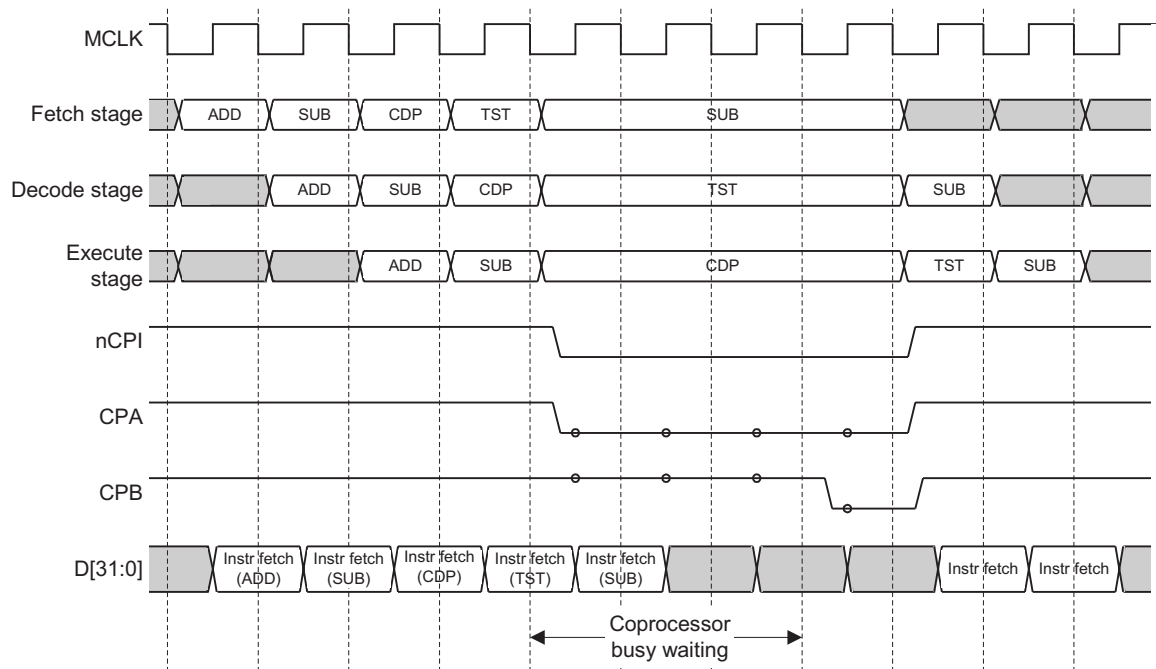 MCLK
Fetch stage
ADD
SUB
CDP
TST
SUB
Decode stage
ADD
SUB
CDP
TST
SUB
Execute
stage
ADD
SUB
CDP
TST
SUB
nCPI
CPA
CPB
D[31:0]
Instr fetch
(ADD)
Instr fetch
(SUB)
Instr fetch
(CDP)
Instr fetch
(TST)
Instr fetch
(SUB)
Instr fetch
Instr fetch
Coprocessor
busy waiting